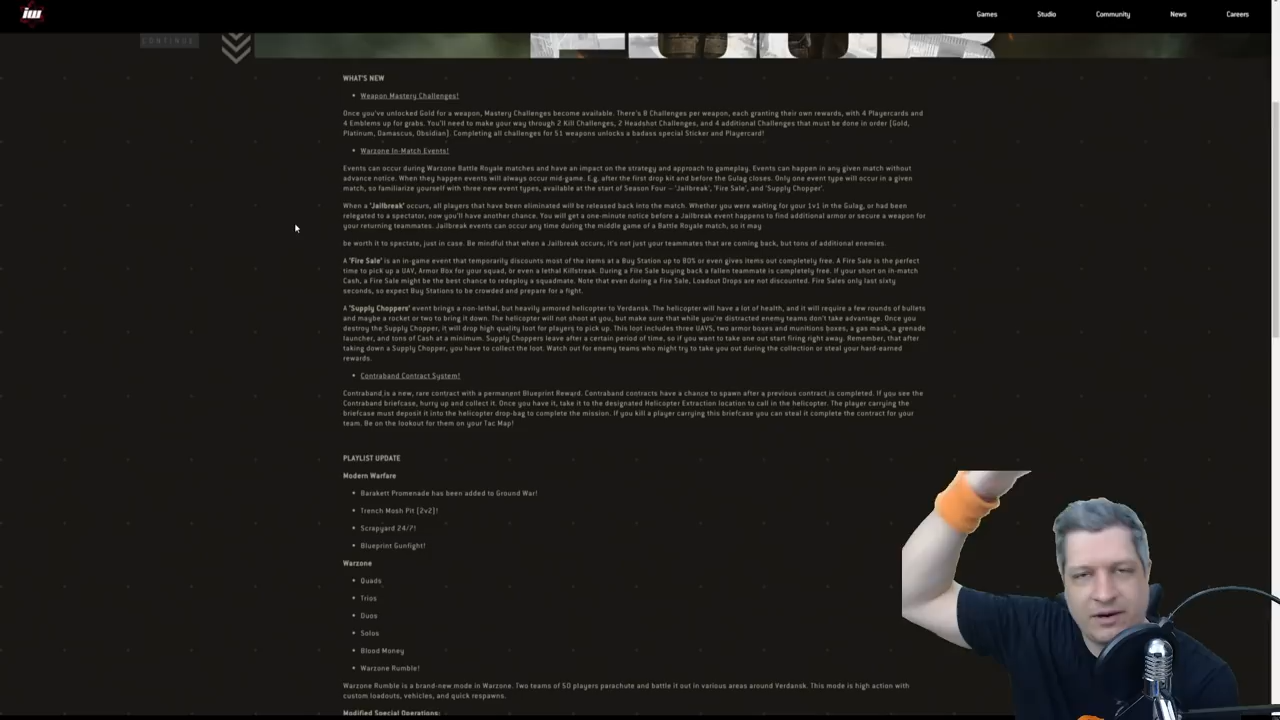 iw
Games
Studio
Community
News
Careers
CONTINUE
WHAT'S NEW
• Weapon Mastery Challenges!
Once you've unlocked Gold for a weapon, Mastery Challenges become available. There's 8 Challenges per weapon, each granting their own rewards, with 4 Playercards and
4 Emblems up for grabs. You'll need to make your way through 2 Kill Challenges, 2 Headshot Challenges, and 4 additional Challenges that must be done in order (Gold,
Platinum, Damascus, Obsidian). Completing all challenges for 51 weapons unlocks a badass special Sticker and Playercard!
• Warzone In-Match Events!
Events can occur during Warzone Battle Royale matches and have an impact on the strategy and approach to gameplay. Events can happen in any given match without
advance notice. When they happen events will always occur mid-game. E.g. after the first drop kit and before the Gulag closes. Only one event type will occur in a given
match, so familiarize yourself with three new event types, available at the start of Season Four – 'Jailbreak', 'Fire Sale', and 'Supply Chopper'.
When a 'Jailbreak' occurs, all players that have been eliminated will be released back into the match. Whether you were waiting for your 1v1 in the Gulag, or had been
relegated to a spectator, now you'll have another chance. You will get a one-minute notice before a Jailbreak event happens to find additional armor or secure a weapon for
your returning teammates. Jailbreak events can occur any time during the middle game of a Battle Royale match, so it may
be worth it to spectate, just in case. Be mindful that when a Jailbreak occurs, it's not just your teammates that are coming back, but tons of additional enemies.
A 'Fire Sale' is an in-game event that temporarily discounts most of the items at a Buy Station up to 80% or even gives items out completely free. A Fire Sale is the perfect
time to pick up a UAV, Armor Box for your squad, or even a lethal Killstreak. During a Fire Sale buying back a fallen teammate is completely free. If your short on in-match
Cash, a Fire Sale might be the best chance to redeploy a squadmate. Note that even during a Fire Sale, Loadout Drops are not discounted. Fire Sales only last sixty
seconds, so expect Buy Stations to be crowded and prepare for a fight.
A 'Supply Choppers' event brings a non-lethal, but heavily armored helicopter to Verdansk. The helicopter will have a lot of health, and it will require a few rounds of bullets
and maybe a rocket or two to bring it down. The helicopter will not shoot at you, but make sure that while you're distracted enemy teams don't take advantage. Once you
destroy the Supply Chopper, it will drop high quality loot for players to pick up. This loot includes three UAVS, two armor boxes and munitions boxes, a gas mask, a grenade
launcher, and tons of Cash at a minimum. Supply Choppers leave after a certain period of time, so if you want to take one out start firing right away. Remember, that after
taking down a Supply Chopper, you have to collect the loot. Watch out for enemy teams who might try to take you out during the collection or steal your hard-earned
rewards.
• Contraband Contract System!
Contraband is a new, rare contract with a permanent Blueprint Reward. Contraband contracts have a chance to spawn after a previous contract is completed. If you see the
Contraband briefcase, hurry up and collect it. Once you have it, take it to the designated Helicopter Extraction location to call in the helicopter. The player carrying the
briefcase must deposit it into the helicopter drop-bag to complete the mission. If you kill a player carrying this briefcase you can steal it complete the contract for your
team. Be on the lookout for them on your Tac Map!
PLAYLIST UPDATE
Modern Warfare
• Barakett Promenade has been added to Ground War!
• Trench Mosh Pit (2v2)!
• Scrapyard 24/7!
• Blueprint Gunfight!
Warzone
• Quads
• Trios
• Duos
• Solos
• Blood Money
• Warzone Rumble!
Warzone Rumble is a brand-new mode in Warzone. Two teams of 50 players parachute and battle it out in various areas around Verdansk. This mode is high action with
custom loadouts, vehicles, and quick respawns.
Modified Special Operations: